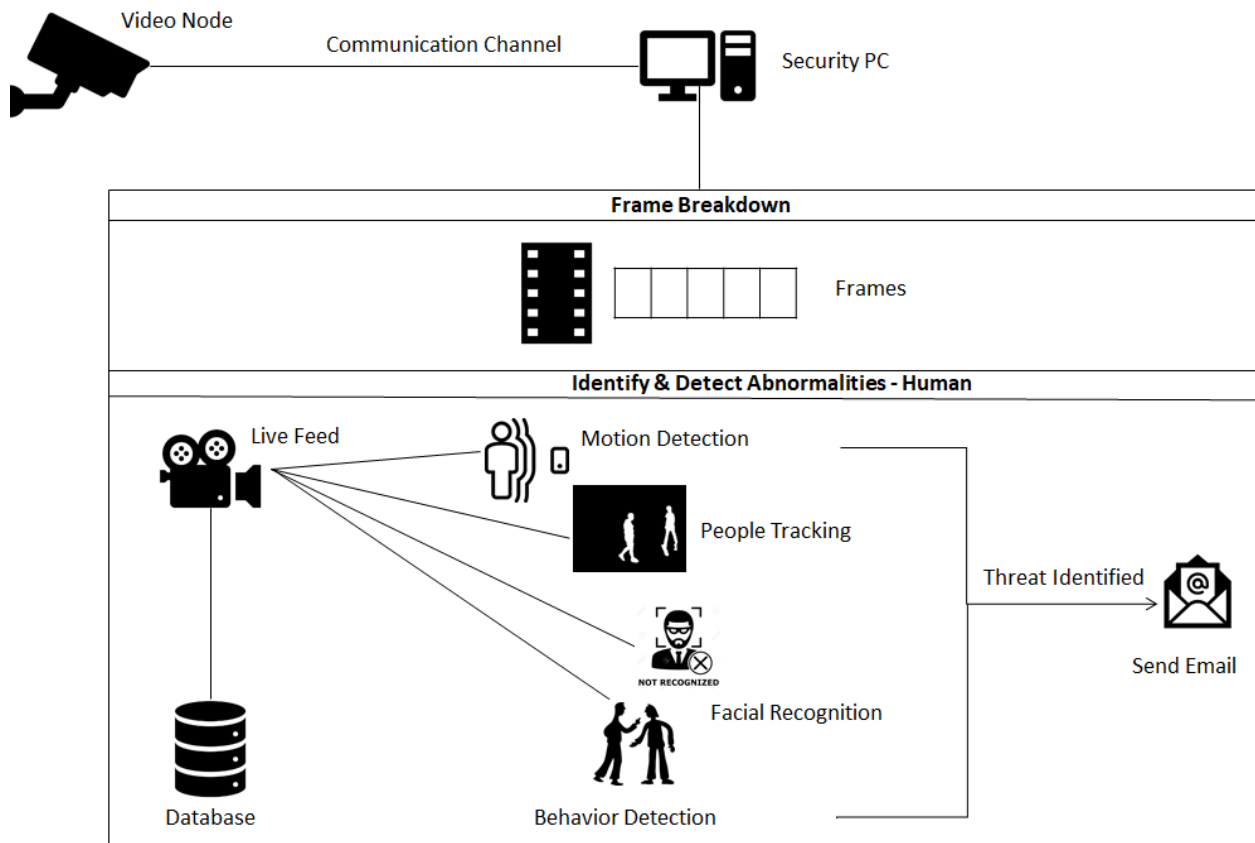 Video Node
Communication Channel
Security PC
Frame Breakdown
Frames
Identify & Detect Abnormalities - Human
Live Feed
Motion Detection
People Tracking
Threat Identified
@
NOT RECOGNIZED
Send Email
Facial Recognition
Database
Behavior Detection